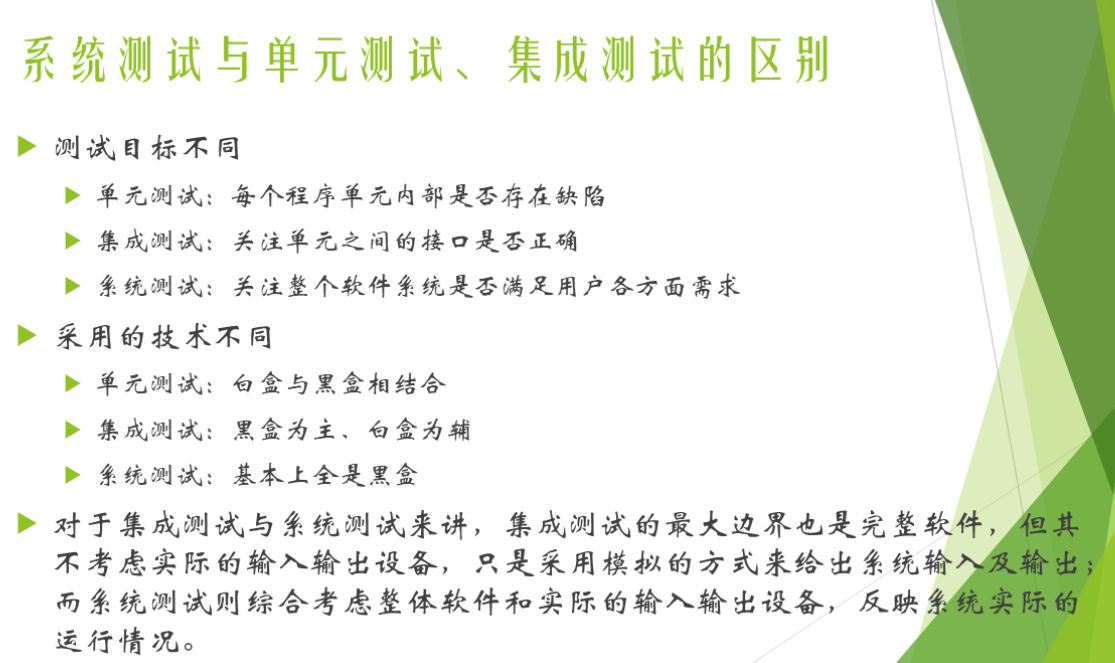 系统测试与单元测试、集成测试的区别
测试目标不同
单元测试：每个程序单元内部是否存在缺陷
集成测试：关注单元之间的接口是否正确
系统测试：关注整个软件系统是否满足用户各方面需求
采用的技术不同
单元测试：白盒与黑盒相结合
集成测试：黑盒为主、白盒为辅
系统测试：基本上全是黑盒
对于集成测试与系统测试来讲，集成测试的最大边界也是完整软件，但其
不考虑实际的输入输出设备，只是采用模拟的方式来给出系统输入及输出；
而系统测试则综合考虑整体软件和实际的输入输出设备，反映系统实际的
运行情况。